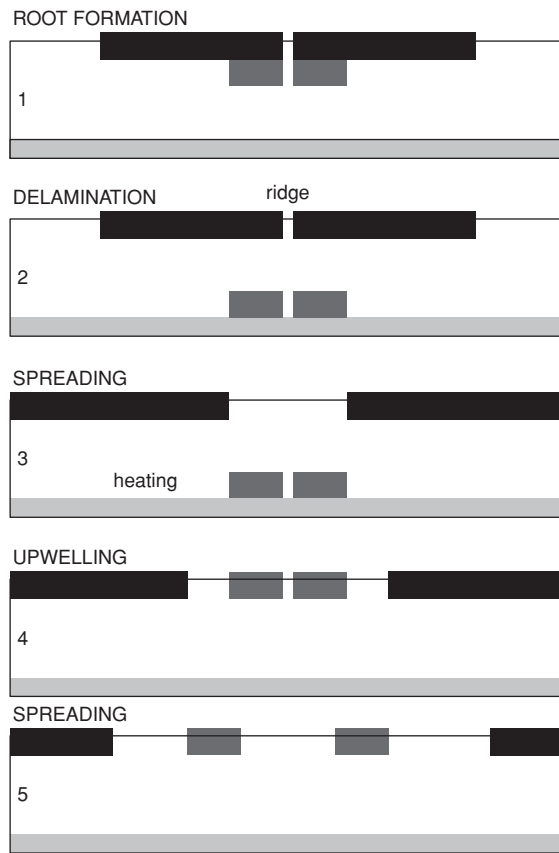 ROOT FORMATION
1
DELAMINATION ridge
2
SPREADING
3
heating
UPWELLING
4
SPREADING
5